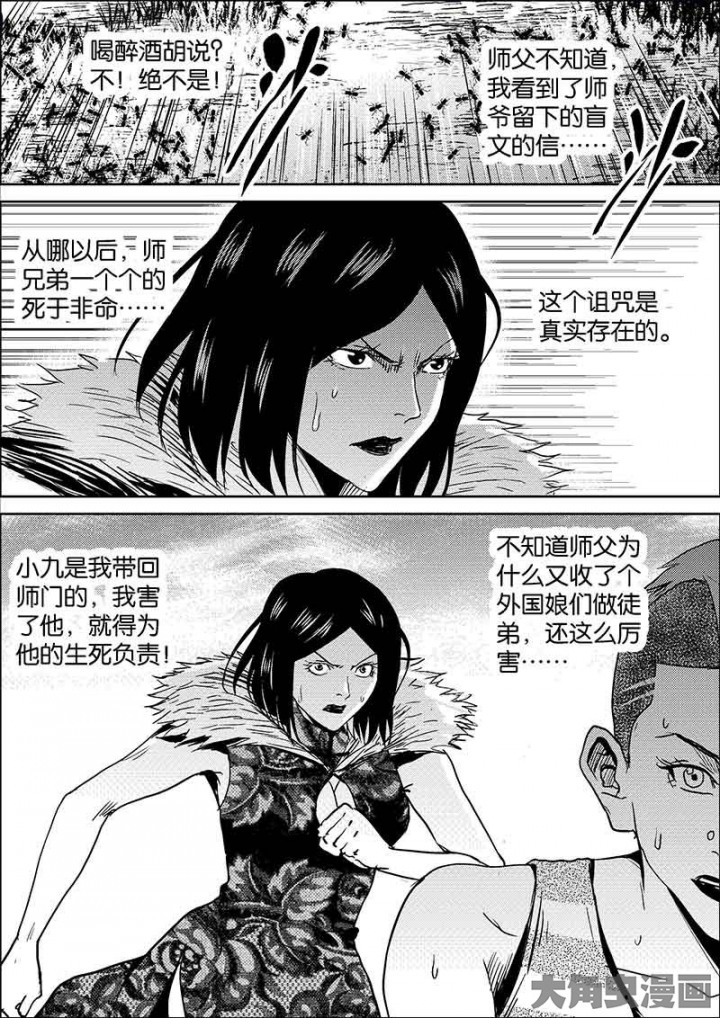 喝醉酒胡说？
不！绝不是！
师父不知道，
我看到了师
爷留下的盲
文的信……
从哪以后，师
兄弟一个个的
死于非命……
这个诅咒是
真实存在的。
小九是我带回
师门的，我害
了他，就得为
他的生死负责！
不知道师父为
什么又收了个
外国娘们做徒
弟，还这么厉
害……
大角虫漫画